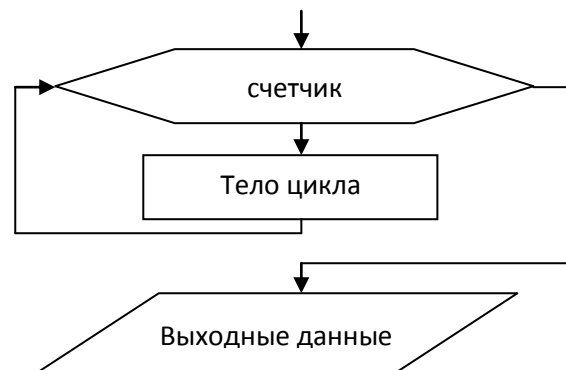 счетчик
Тело цикла
Выходные данные